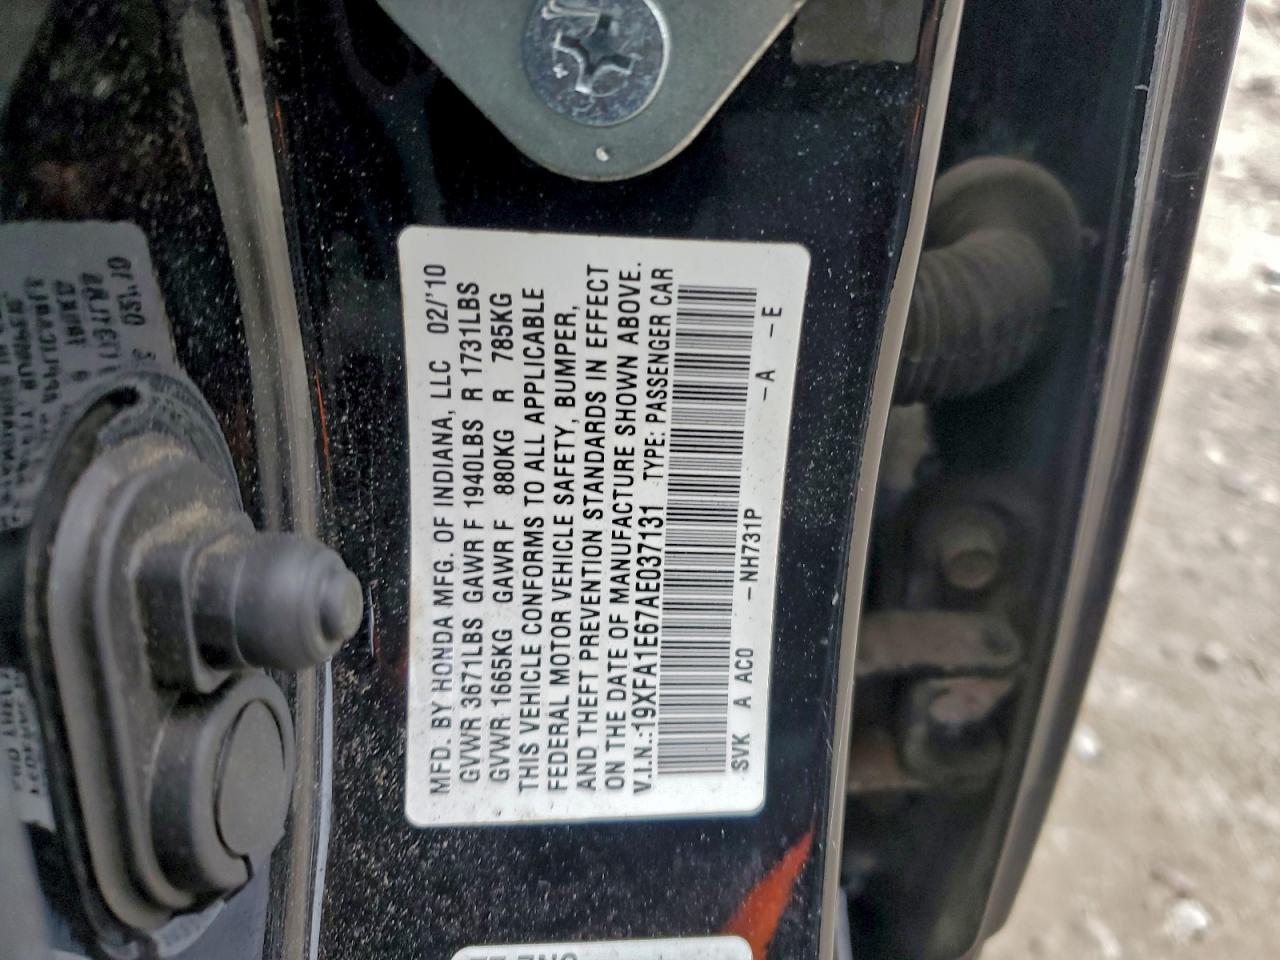 MFD. BY HONDA MFG. OF INDIANA, LLC 02/'10
GVWR 3671LBS GAWR F 1940LBS R 1731LBS
GVWR 1665KG GAWR F 880KG R 785KG
THIS VEHICLE CONFORMS TO ALL APPLICABLE
FEDERAL MOTOR VEHICLE SAFETY, BUMPER,
AND THEFT PREVENTION STANDARDS IN EFFECT
ON THE DATE OF MANUFACTURE SHOWN ABOVE.
V.I.N.:19XFA1E67AE037131 TYPE: PASSENGER CAR
SVK A AC0 -NH731P -A -E